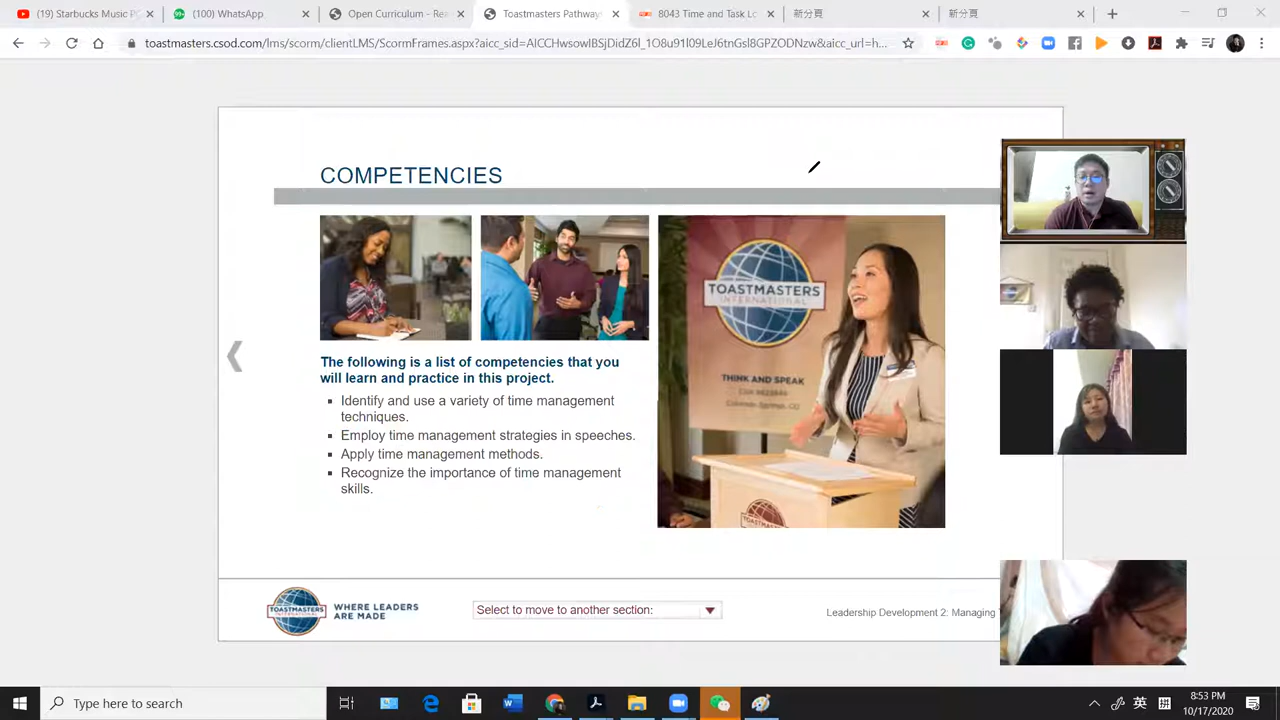 (19) Starbucks Music PC
(100) WhatsApp
Open Curriculum - Rea
Toastmasters Pathway
8043 Time and Task Lo
新分頁
新分頁
toastmasters.csod.com/lms/scorm/clientLMS/ScormFrames.aspx?
COMPETENCIES
TOASTMASTERS
INTERNATIONAL
THINK AND SPEAK
The following is a list of competencies that you
will learn and practice in this project.
▪ Identify and use a variety of time management
techniques.
▪ Employ time management strategies in speeches.
▪ Apply time management methods.
▪ Recognize the importance of time management
skills.
TOASTMASTERS
WHERE LEADERS
ARE MADE
Select to move to another section:
Leadership Development 2: Managing
Type here to search
英
拼
8:53 PM
10/17/2020